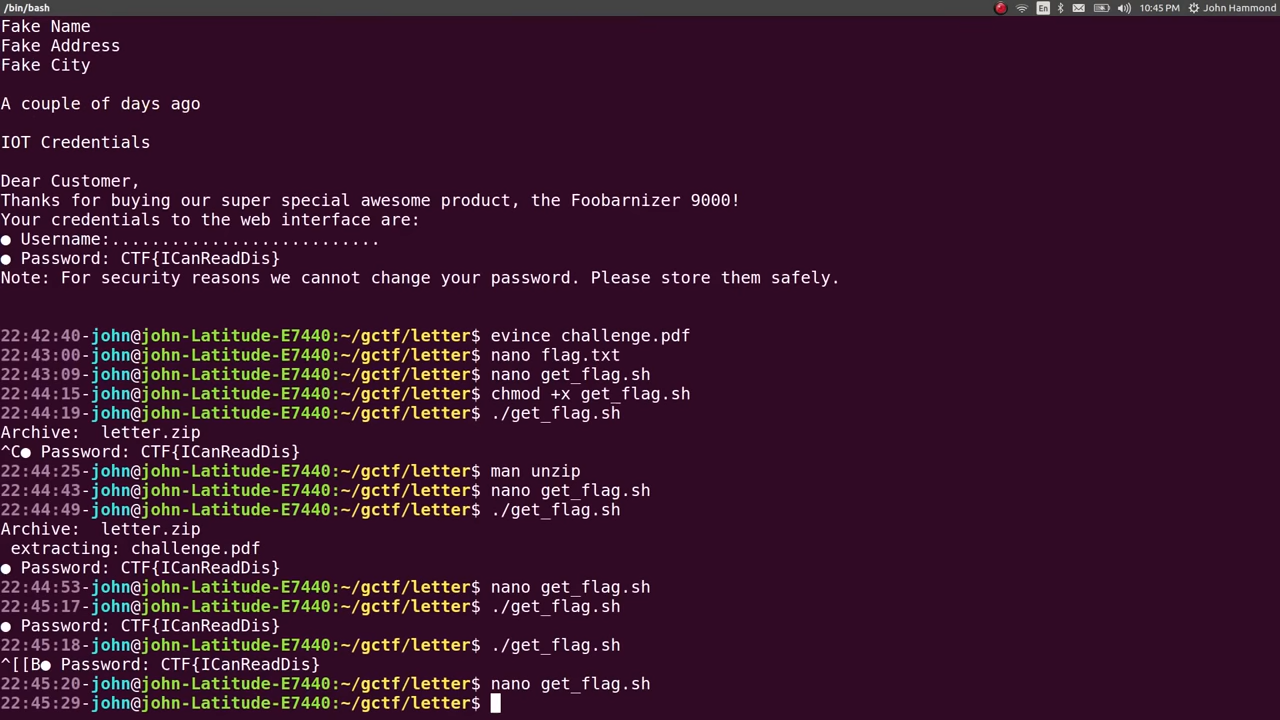 /bin/bash
En
10:45 PM
John Hammond
Fake Name
Fake Address
Fake City
A couple of days ago
IOT Credentials
Dear Customer,
Thanks for buying our super special awesome product, the Foobarnizer 9000!
Your credentials to the web interface are:
● Username:...........................
● Password: CTF{ICanReadDis}
Note: For security reasons we cannot change your password. Please store them safely.
22:42:40-john@john-Latitude-E7440:~/gctf/letter$ evince challenge.pdf
22:43:00-john@john-Latitude-E7440:~/gctf/letter$ nano flag.txt
22:43:09-john@john-Latitude-E7440:~/gctf/letter$ nano get_flag.sh
22:44:15-john@john-Latitude-E7440:~/gctf/letter$ chmod +x get_flag.sh
22:44:19-john@john-Latitude-E7440:~/gctf/letter$ ./get_flag.sh
Archive:  letter.zip
^C● Password: CTF{ICanReadDis}
22:44:25-john@john-Latitude-E7440:~/gctf/letter$ man unzip
22:44:43-john@john-Latitude-E7440:~/gctf/letter$ nano get_flag.sh
22:44:49-john@john-Latitude-E7440:~/gctf/letter$ ./get_flag.sh
Archive:  letter.zip
 extracting: challenge.pdf
● Password: CTF{ICanReadDis}
22:44:53-john@john-Latitude-E7440:~/gctf/letter$ nano get_flag.sh
22:45:17-john@john-Latitude-E7440:~/gctf/letter$ ./get_flag.sh
● Password: CTF{ICanReadDis}
22:45:18-john@john-Latitude-E7440:~/gctf/letter$ ./get_flag.sh
^[[B● Password: CTF{ICanReadDis}
22:45:20-john@john-Latitude-E7440:~/gctf/letter$ nano get_flag.sh
22:45:29-john@john-Latitude-E7440:~/gctf/letter$